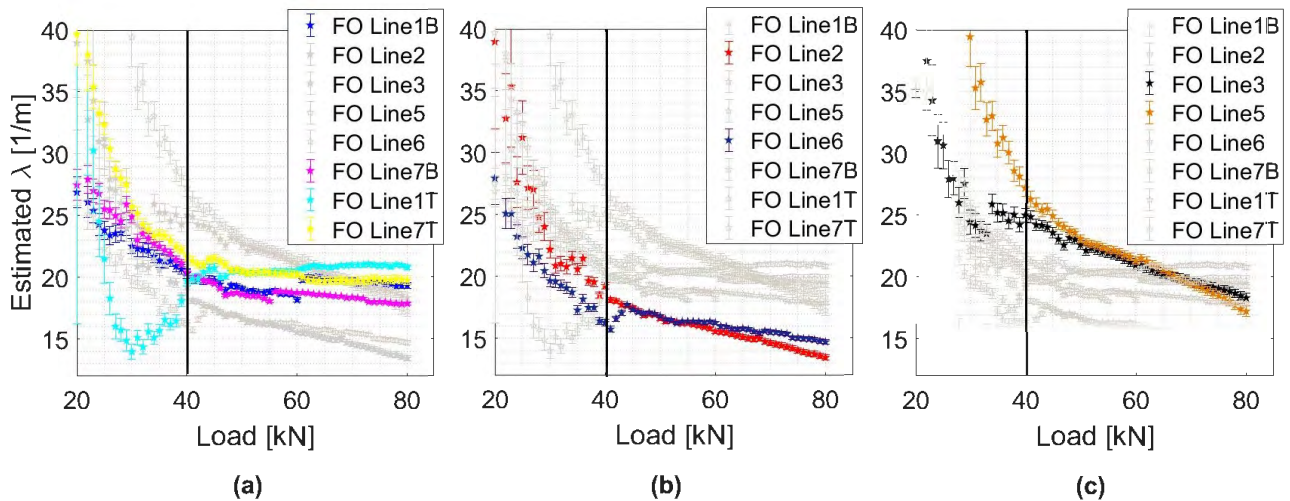 Estimated λ [1/m]
40
35
30
25
20
15
20
40
60
80
Load [kN]
FO Line1B
FO Line2
FO Line3
FO Line5
FO Line6
FO Line7B
FO Line1T
FO Line7T
(a)
40
35
30
25
20
15
20
40
60
80
Load [kN]
FO Line1B
FO Line2
FO Line3
FO Line5
FO Line6
FO Line7B
FO Line1T
FO Line7T
(b)
40
35
30
25
20
15
20
40
60
80
Load [kN]
FO Line1B
FO Line2
FO Line3
FO Line5
FO Line6
FO Line7B
FO Line1T
FO Line7T
(c)